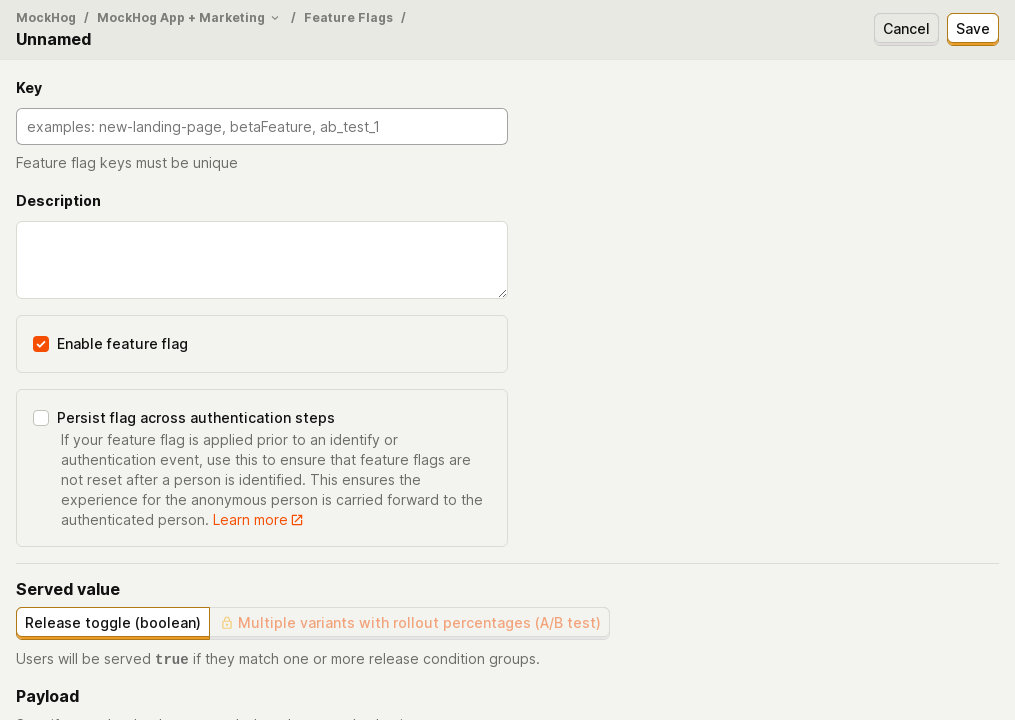 MockHog / MockHog App + Marketing / Feature Flags /
Unnamed
Cancel
Save
Key
examples: new-landing-page, betaFeature, ab_test_1
Feature flag keys must be unique
Description
Enable feature flag
Persist flag across authentication steps
If your feature flag is applied prior to an identify or
authentication event, use this to ensure that feature flags are
not reset after a person is identified. This ensures the
experience for the anonymous person is carried forward to the
authenticated person. Learn more
Served value
Release toggle (boolean)
Multiple variants with rollout percentages (A/B test)
Users will be served true if they match one or more release condition groups.
Payload